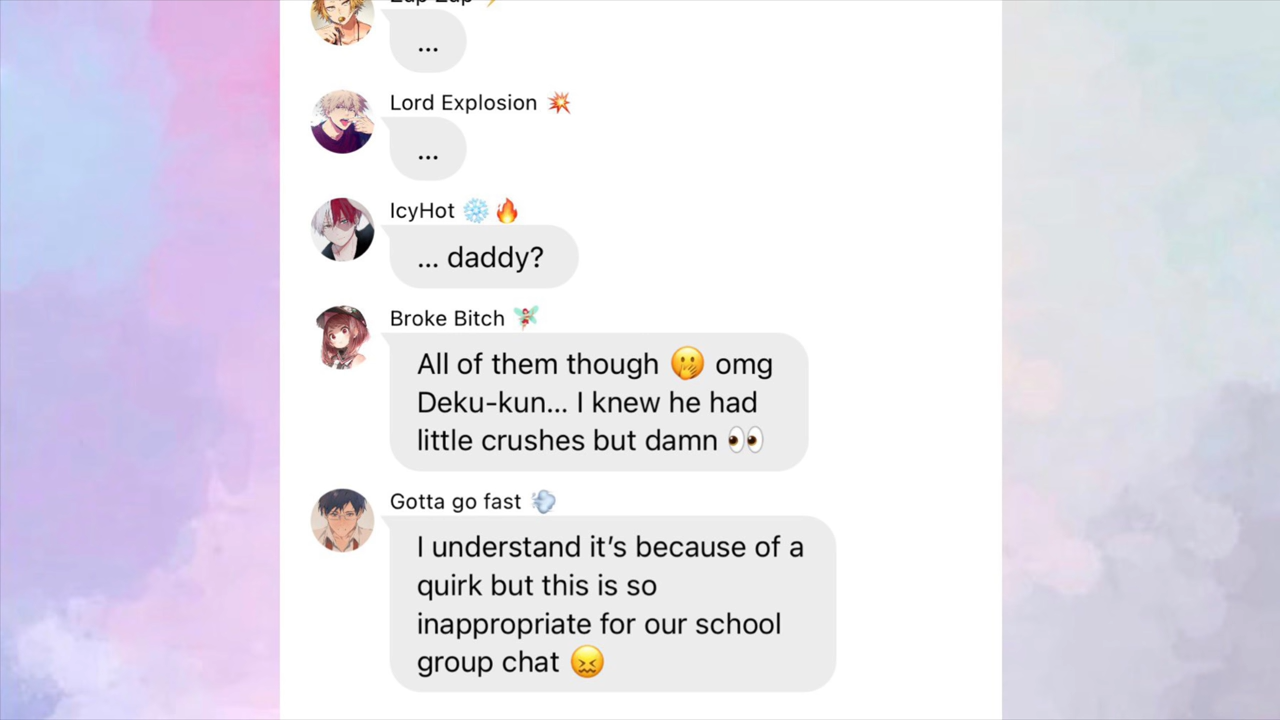 Zap Zap ⚡
...
Lord Explosion 💥
...
IcyHot ❄️🔥
... daddy?
Broke Bitch 🧚
All of them though 🫢 omg
Deku-kun... I knew he had
little crushes but damn 👀
Gotta go fast 💨
I understand it's because of a
quirk but this is so
inappropriate for our school
group chat 😖